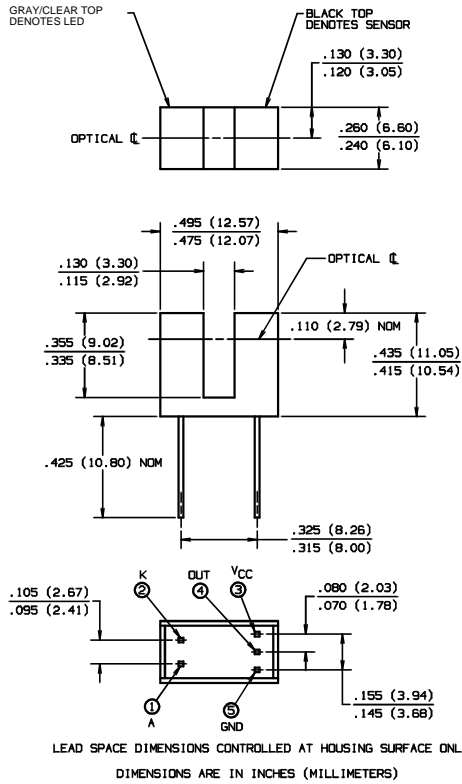 GRAY/CLEAR TOP
DENOTES LED
BLACK TOP
DENOTES SENSOR
.130 (3.30)
.120 (3.05)
OPTICAL ℄
.260 (6.60)
.240 (6.10)
.495 (12.57)
.475 (12.07)
.130 (3.30)
.115 (2.92)
OPTICAL ℄
.110 (2.79) NOM
.355 (9.02)
.335 (8.51)
.435 (11.05)
.415 (10.54)
.425 (10.80) NOM
.325 (8.26)
.315 (8.00)
.105 (2.67)
.095 (2.41)
K
2
OUT
4
VCC
3
.080 (2.03)
.070 (1.78)
1
A
5
GND
.155 (3.94)
.145 (3.68)
LEAD SPACE DIMENSIONS CONTROLLED AT HOUSING SURFACE ONL
DIMENSIONS ARE IN INCHES (MILLIMETERS)